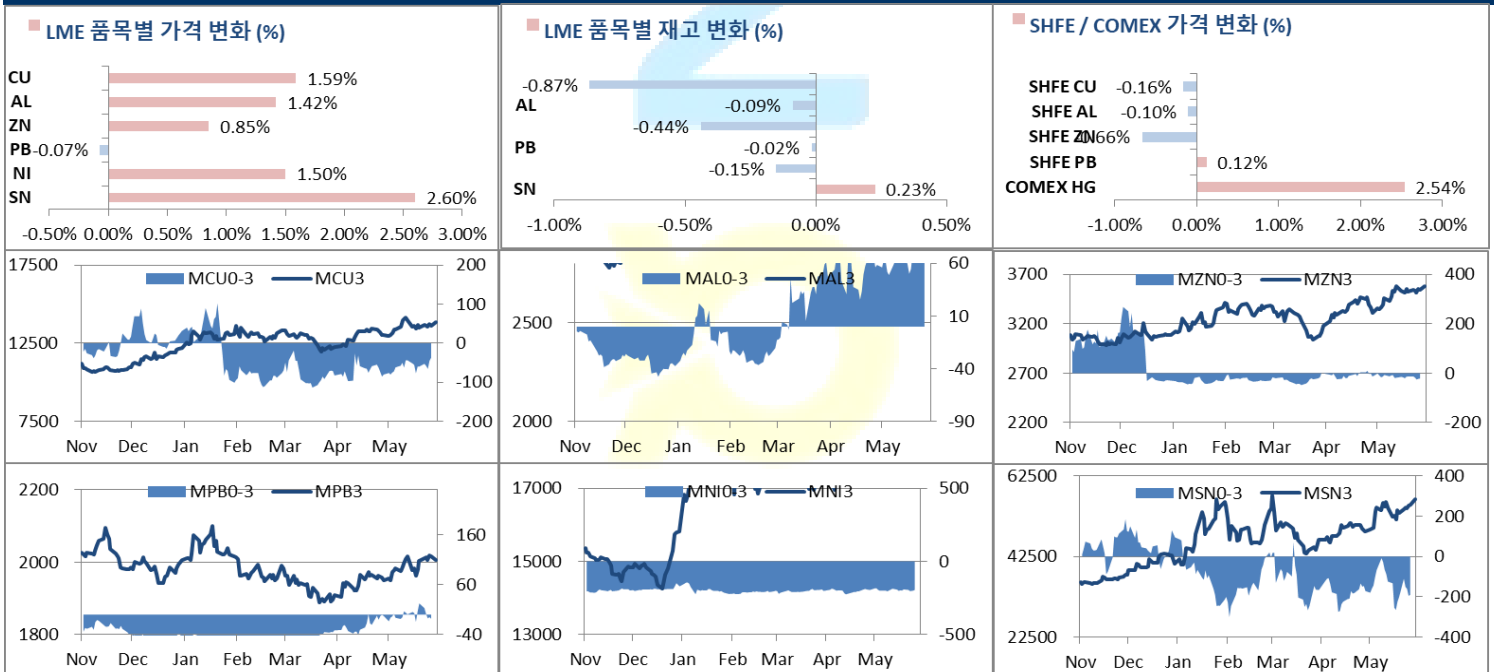 LME 품목별 가격 변화 (%)
CU 1.59%
AL 1.42%
ZN 0.85%
PB -0.07%
NI 1.50%
SN 2.60%
-0.50% 0.00% 0.50% 1.00% 1.50% 2.00% 2.50% 3.00%
LME 품목별 재고 변화 (%)
-0.87%
AL -0.09%
-0.44%
PB -0.02%
-0.15%
SN 0.23%
-1.00% -0.50% 0.00% 0.50%
SHFE / COMEX 가격 변화 (%)
SHFE CU -0.16%
SHFE AL -0.10%
SHFE ZN -0.66%
SHFE PB 0.12%
COMEX HG 2.54%
-1.00% 0.00% 1.00% 2.00% 3.00%
MCU0-3 MCU3
17500 200
100
12500 0
-100
7500 -200
Nov Dec Jan Feb Mar Apr May
MAL0-3 MAL3
60
2500 10
-40
2000 -90
Nov Dec Jan Feb Mar Apr May
MZN0-3 MZN3
3700 400
3200 200
2700 0
2200 -200
Nov Dec Jan Feb Mar Apr May
MPB0-3 MPB3
2200
160
2000
60
1800 -40
Nov Dec Jan Feb Mar Apr May
MNI0-3 MNI3
17000 500
15000 0
13000 -500
Nov Dec Jan Feb Mar Apr May
MSN0-3 MSN3
62500 400
200
42500 0
-200
22500 -400
Nov Dec Jan Feb Mar Apr May